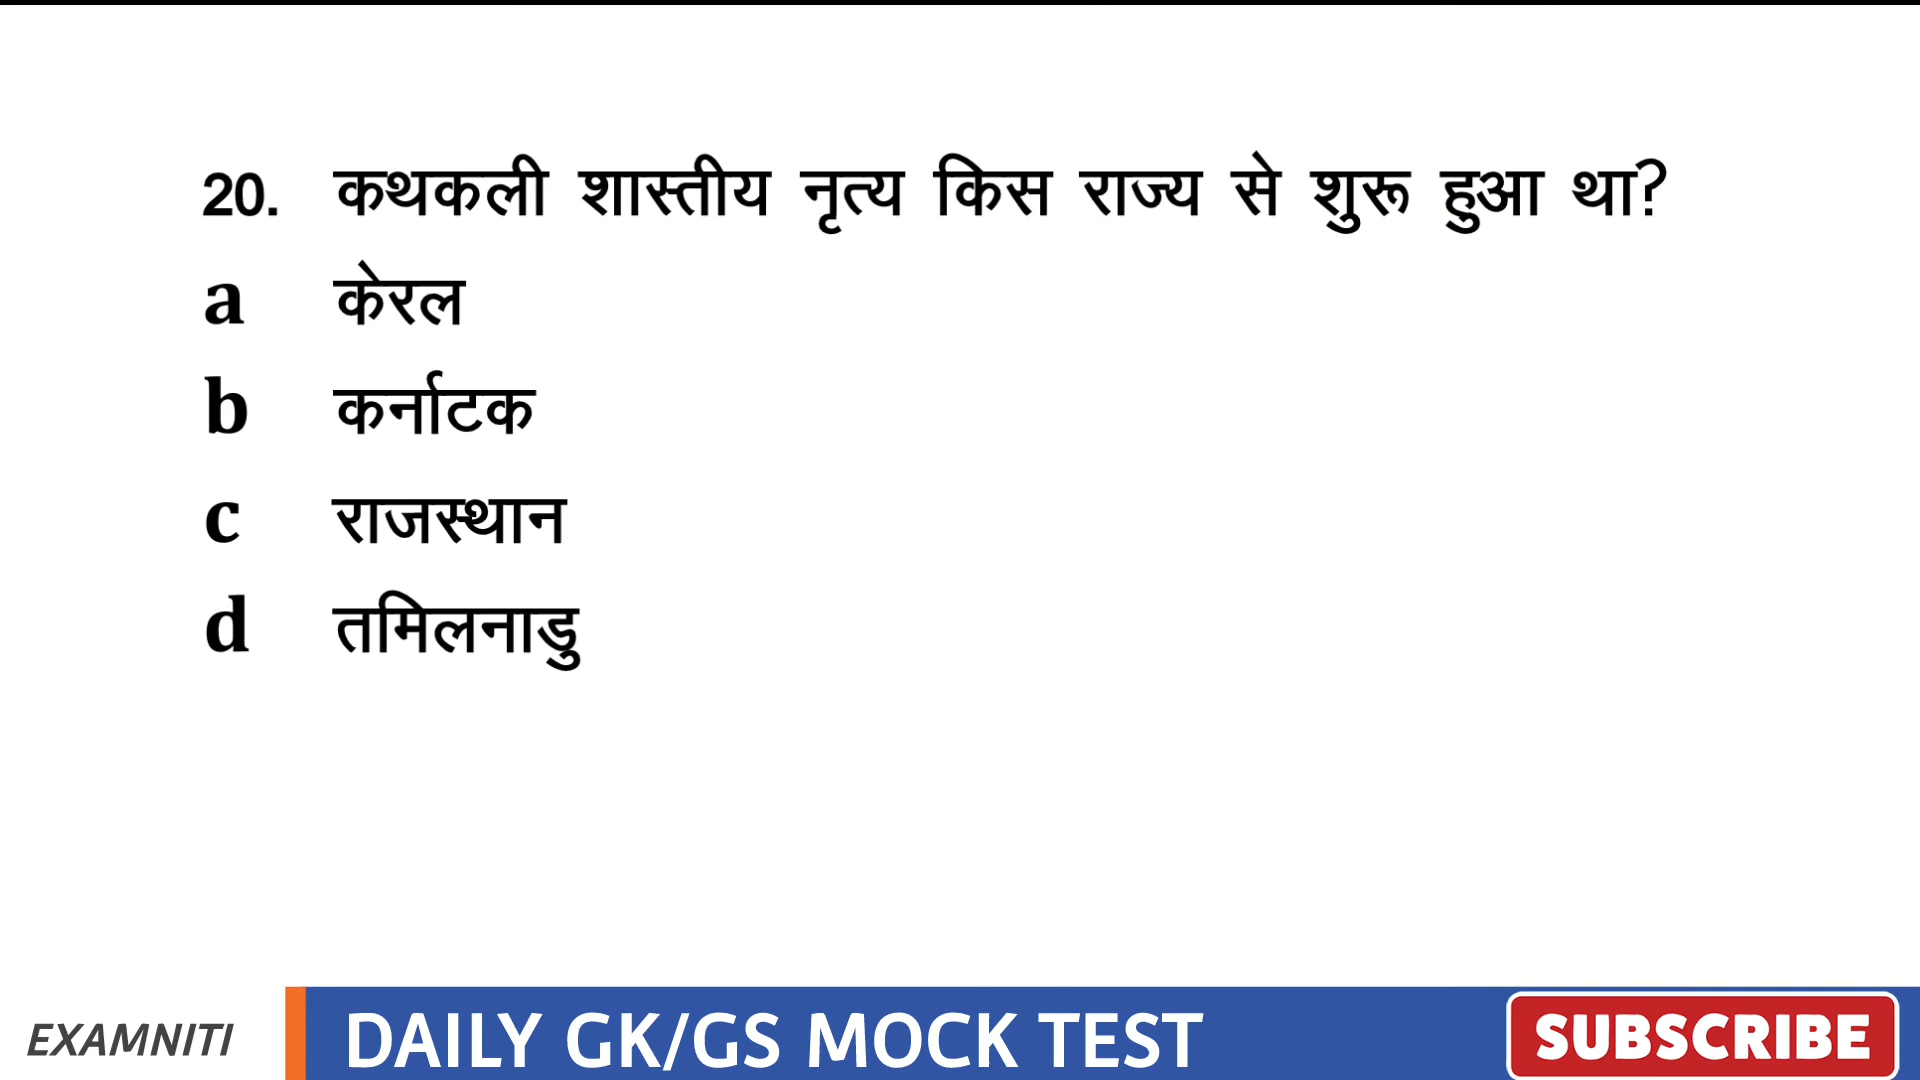 20. कथकली शास्तीय नृत्य किस राज्य से शुरू हुआ था?
a केरल
b कर्नाटक
c राजस्थान
d तमिलनाडु
EXAMNITI DAILY GK/GS MOCK TEST SUBSCRIBE